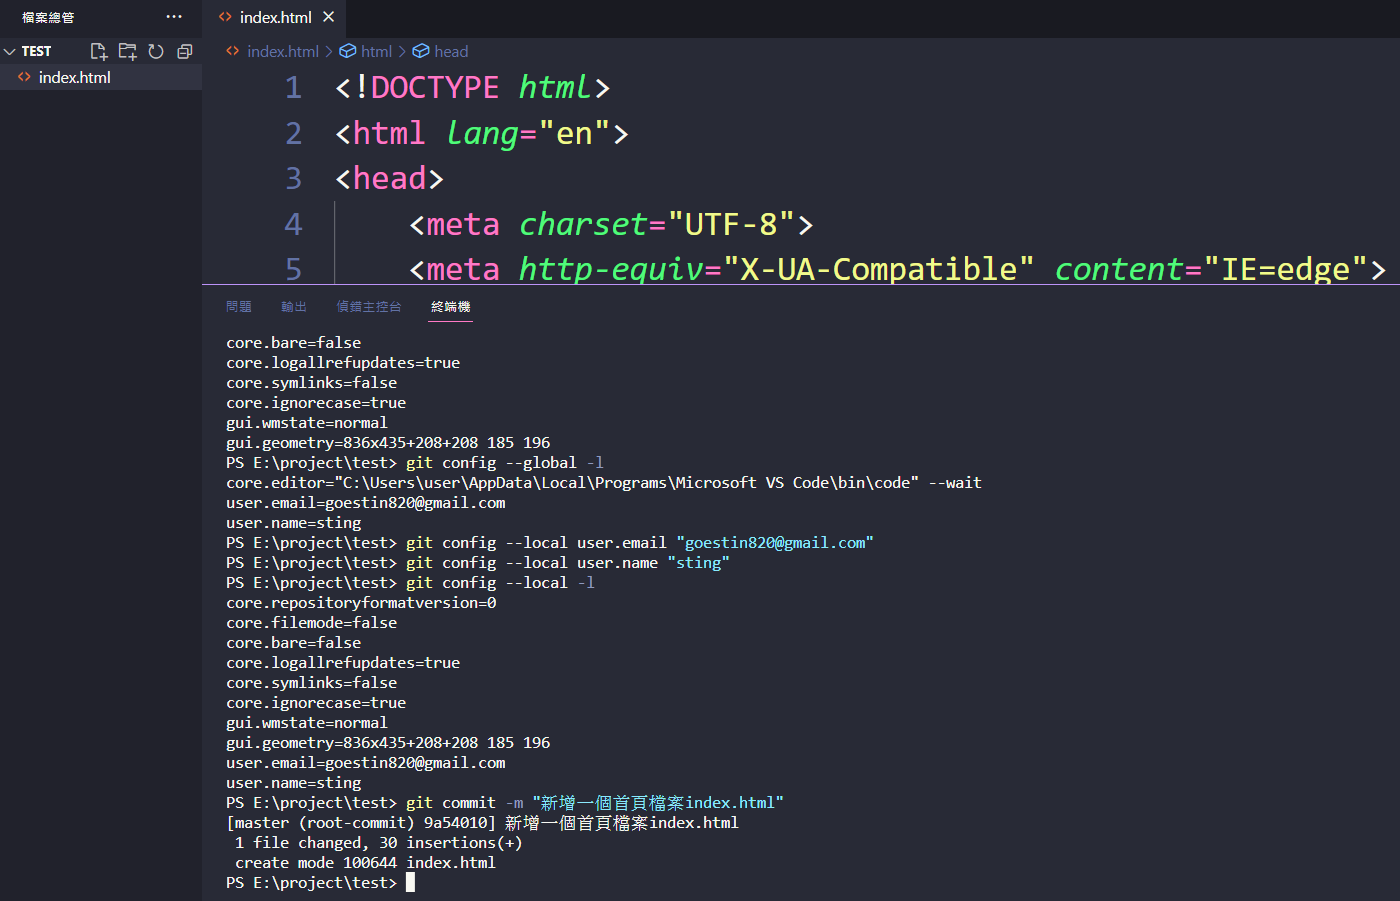 檔案總管 ···
index.html
TEST
index.html
index.html > html > head
1 <!DOCTYPE html>
2 <html lang="en">
3 <head>
4 <meta charset="UTF-8">
5 <meta http-equiv="X-UA-Compatible" content="IE=edge">
問題 輸出 偵錯主控台 終端機
core.bare=false
core.logallrefupdates=true
core.symlinks=false
core.ignorecase=true
gui.wmstate=normal
gui.geometry=836x435+208+208 185 196
PS E:\project\test> git config --global -l
core.editor="C:\Users\user\AppData\Local\Programs\Microsoft VS Code\bin\code" --wait
user.email=goestin820@gmail.com
user.name=sting
PS E:\project\test> git config --local user.email "goestin820@gmail.com"
PS E:\project\test> git config --local user.name "sting"
PS E:\project\test> git config --local -l
core.repositoryformatversion=0
core.filemode=false
core.bare=false
core.logallrefupdates=true
core.symlinks=false
core.ignorecase=true
gui.wmstate=normal
gui.geometry=836x435+208+208 185 196
user.email=goestin820@gmail.com
user.name=sting
PS E:\project\test> git commit -m "新增一個首頁檔案index.html"
[master (root-commit) 9a54010] 新增一個首頁檔案index.html
1 file changed, 30 insertions(+)
create mode 100644 index.html
PS E:\project\test>